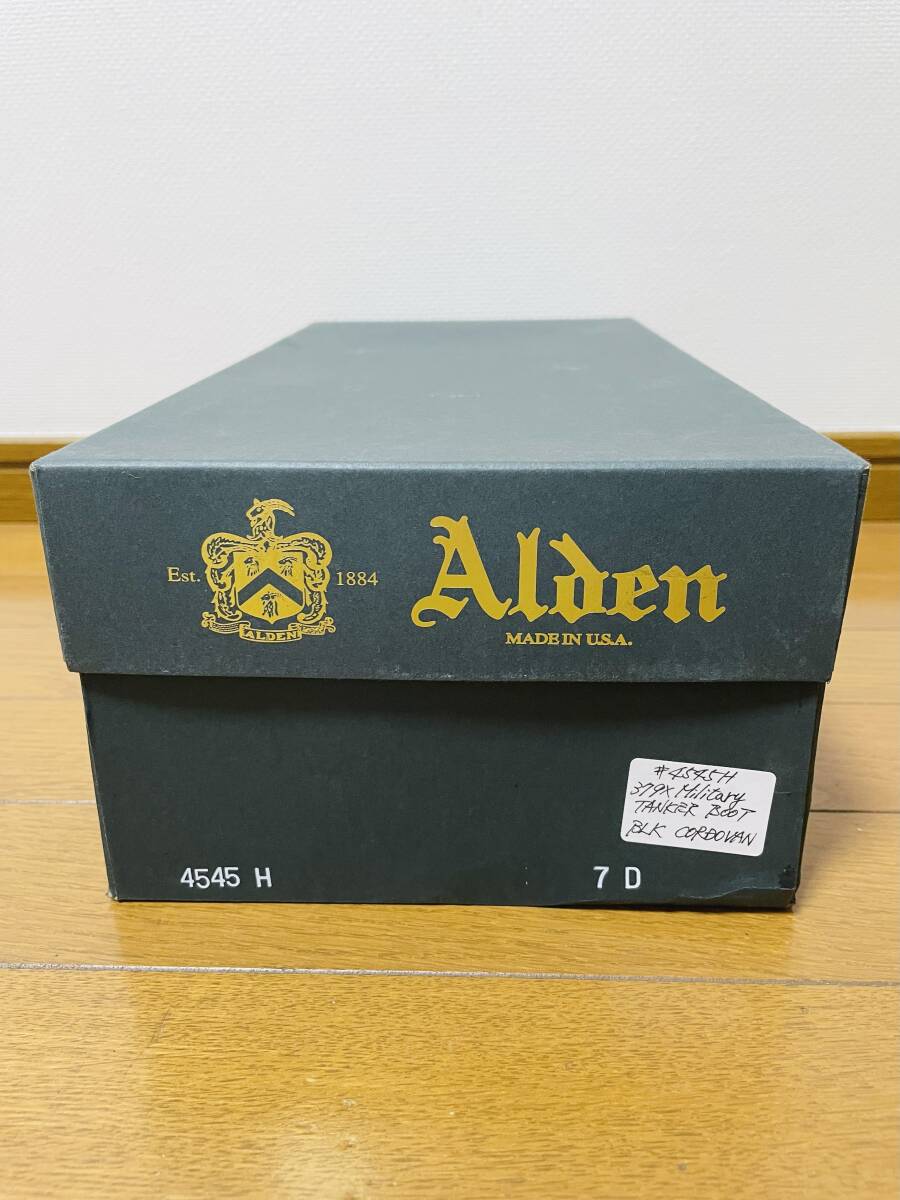 Est. 1884
ALDEN
Alden
MADE IN U.S.A.
#4545H
379X Military
TANKER BOOT
BLK CORDOVAN
4545 H
7 D